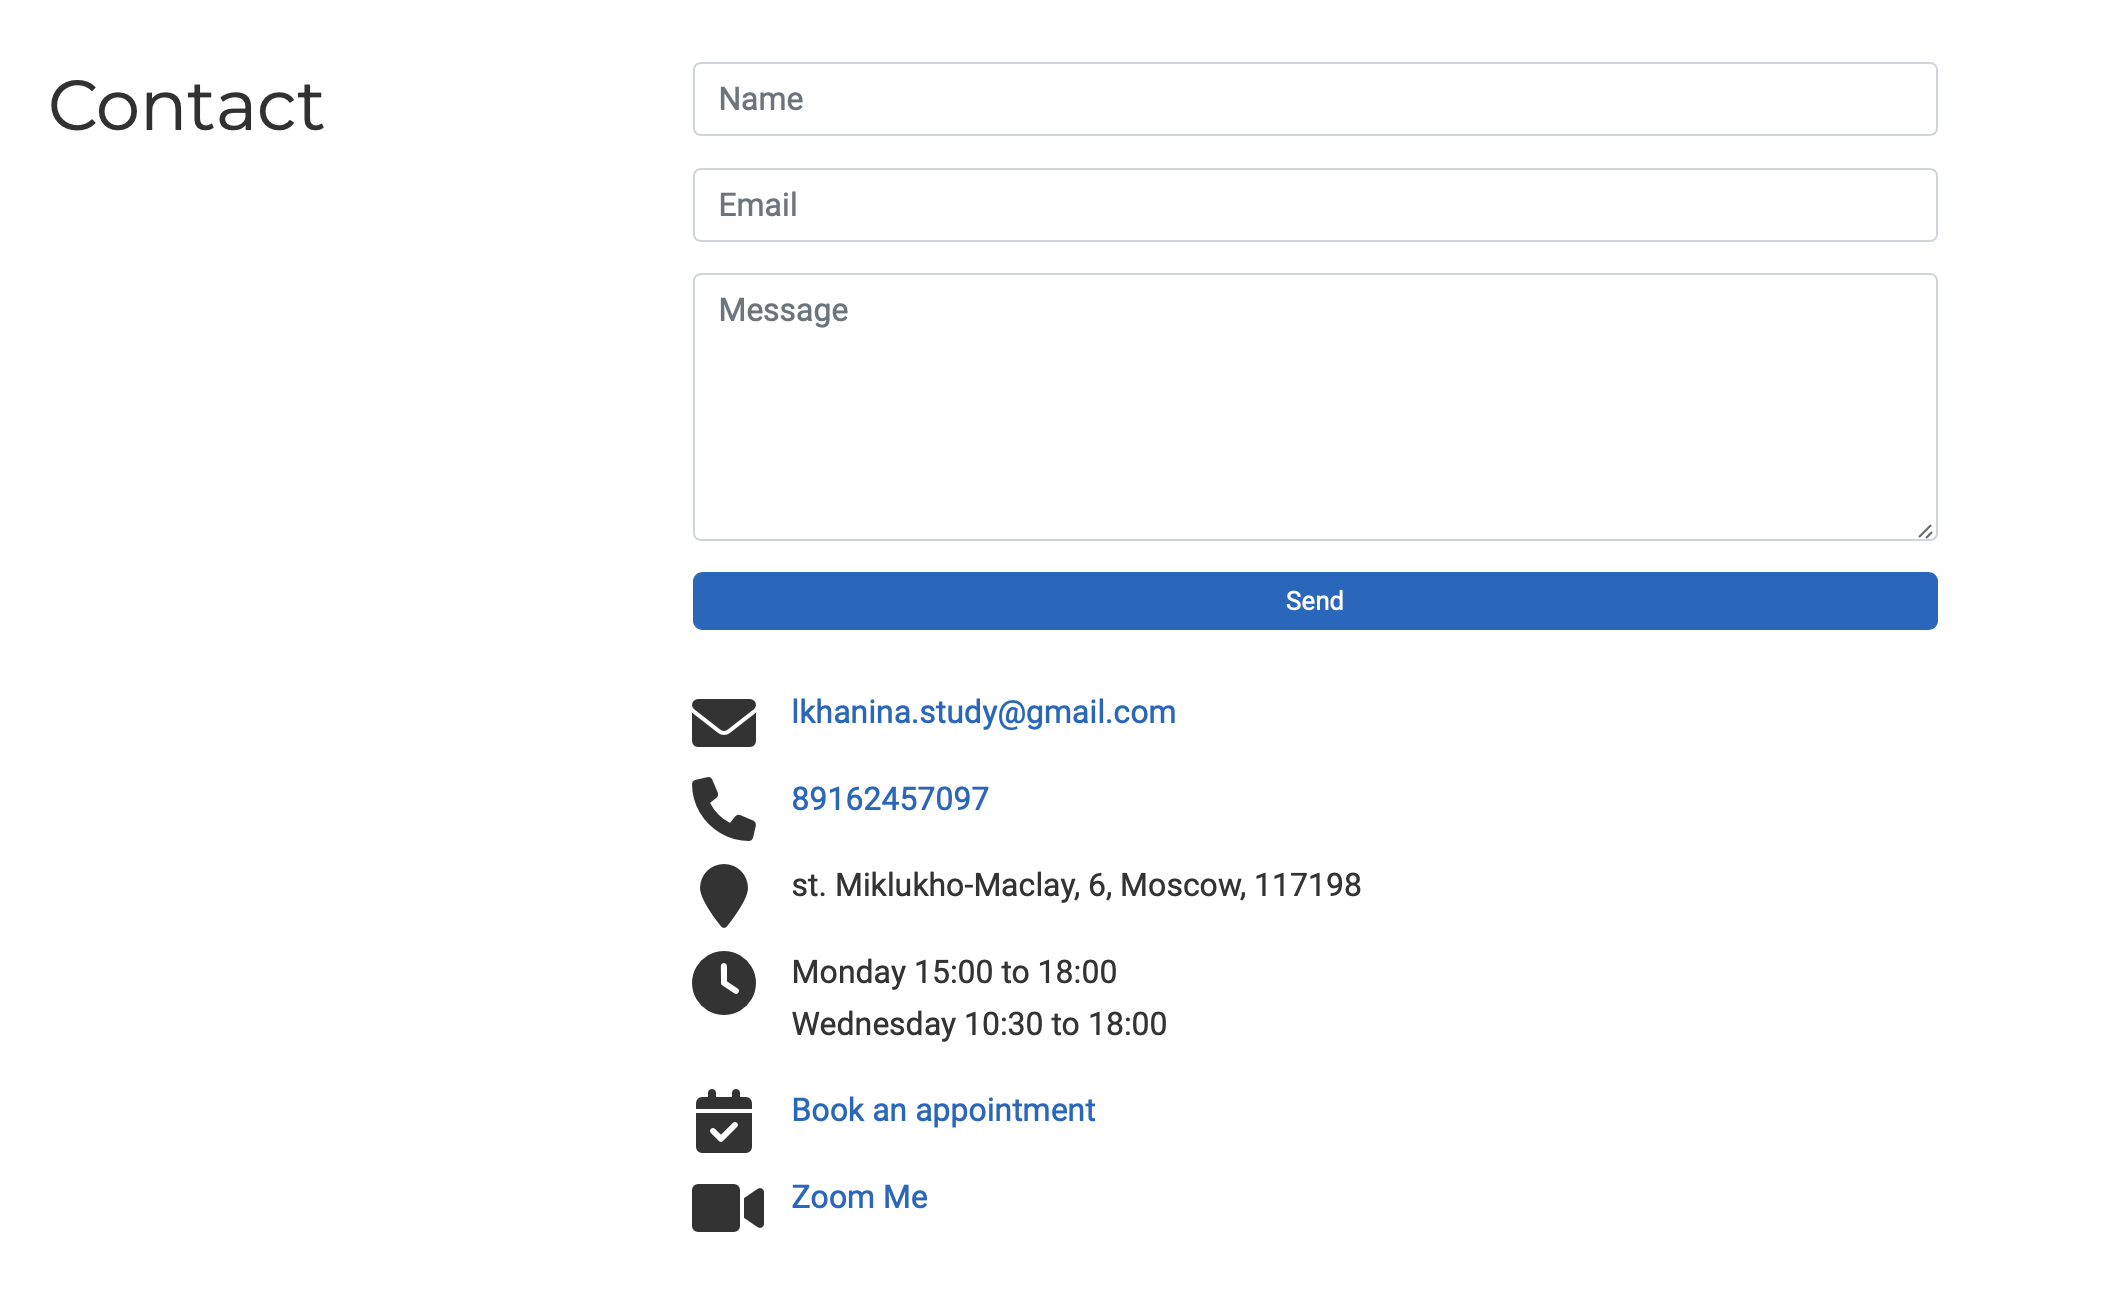 Contact
Name
Email
Message
Send
lkhanina.study@gmail.com
89162457097
st. Miklukho-Maclay, 6, Moscow, 117198
Monday 15:00 to 18:00
Wednesday 10:30 to 18:00
Book an appointment
Zoom Me